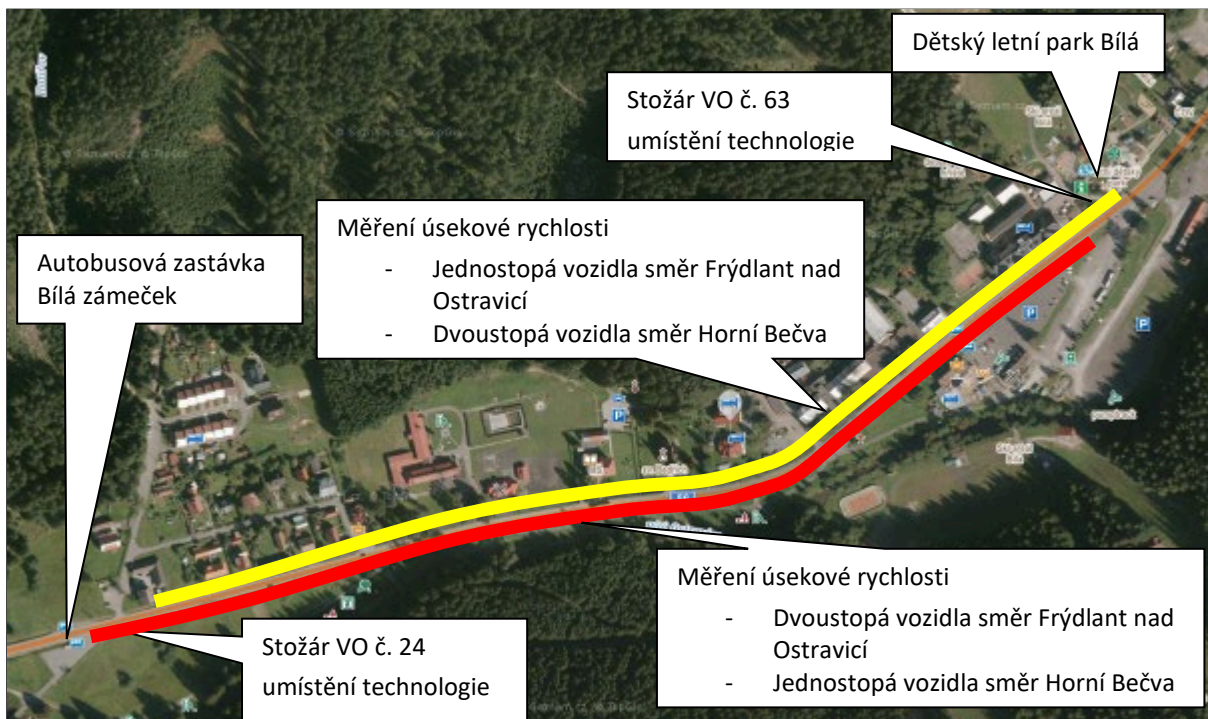 Dětský letní park Bílá
Stožár VO č. 63
umístění technologie
Měření úsekové rychlosti
- Jednostopá vozidla směr Frýdlant nad
Ostravicí
- Dvoustopá vozidla směr Horní Bečva
Autobusová zastávka
Bílá zámeček
Měření úsekové rychlosti
- Dvoustopá vozidla směr Frýdlant nad
Ostravicí
- Jednostopá vozidla směr Horní Bečva
Stožár VO č. 24
umístění technologie
pumptrack
P
P
P
56